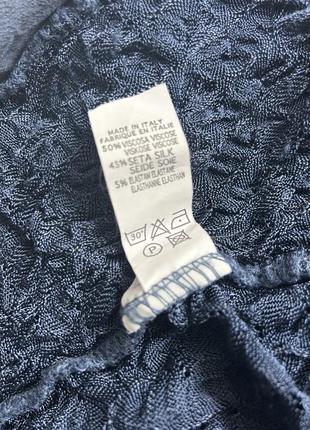 MADE IN ITALY
FABRIQUE EN ITALIE
50% VISCOSA VISCOSE
VISKOSE VISCOSE
45% SETA SILK
SEIDE SOIE
5% ELASTAN ELASTANE
ELASTHANNE ELASTHAN
30°
P